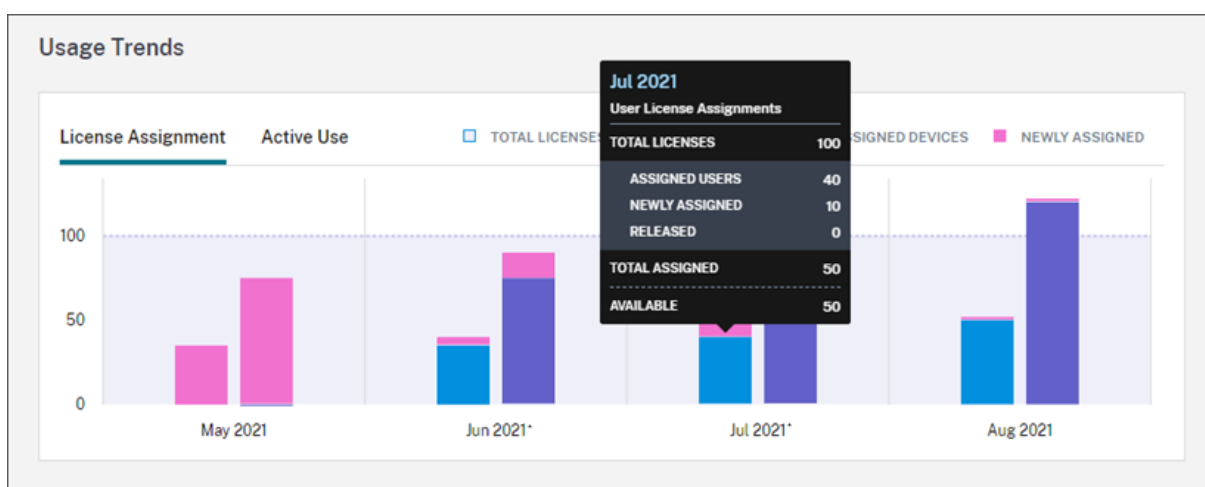 Usage Trends
License Assignment
Active Use
TOTAL LICENSES
ASSIGNED DEVICES
NEWLY ASSIGNED
Jul 2021
User License Assignments
TOTAL LICENSES 100
ASSIGNED USERS 40
NEWLY ASSIGNED 10
RELEASED 0
TOTAL ASSIGNED 50
AVAILABLE 50
100
50
0
May 2021
Jun 2021*
Jul 2021*
Aug 2021